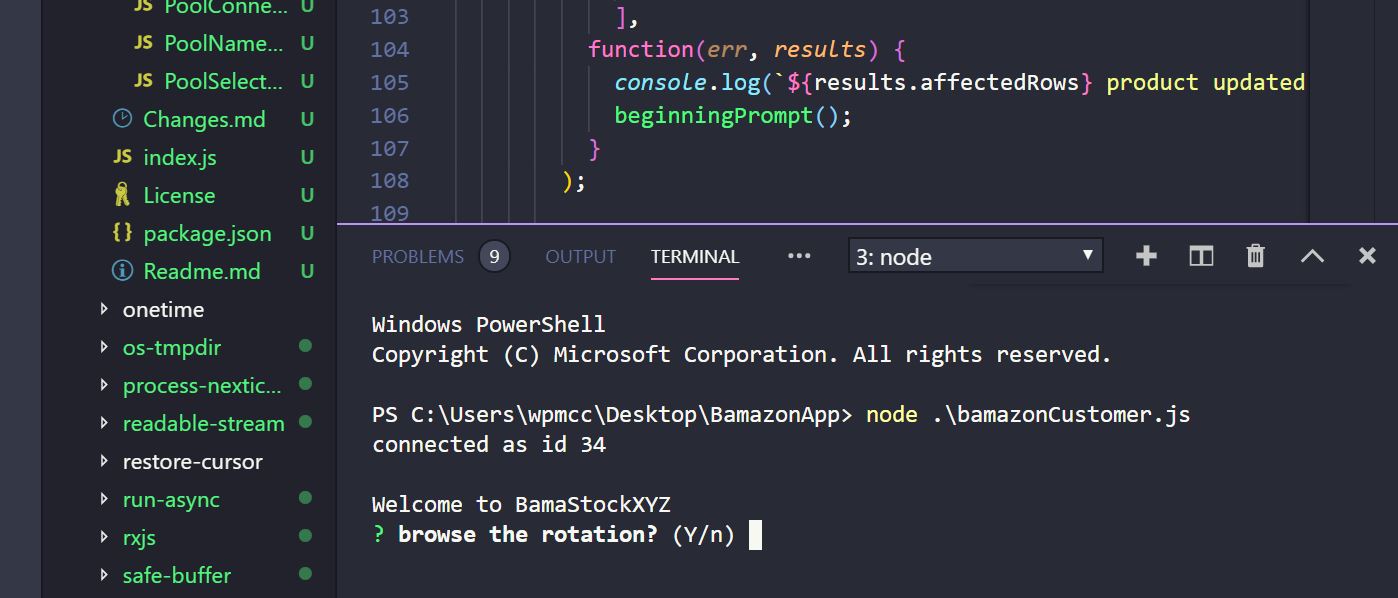 JS PoolConne... U
JS PoolName... U
JS PoolSelect... U
Changes.md U
JS index.js U
License U
{} package.json U
Readme.md U
onetime
os-tmpdir
process-nextic...
readable-stream
restore-cursor
run-async
rxjs
safe-buffer
103 ],
104 function(err, results) {
105 console.log(`${results.affectedRows} product updated
106 beginningPrompt();
107 }
108 );
109
PROBLEMS 9 OUTPUT TERMINAL ... 3: node
Windows PowerShell
Copyright (C) Microsoft Corporation. All rights reserved.
PS C:\Users\wpmcc\Desktop\BamazonApp> node .\bamazonCustomer.js
connected as id 34
Welcome to BamaStockXYZ
? browse the rotation? (Y/n)